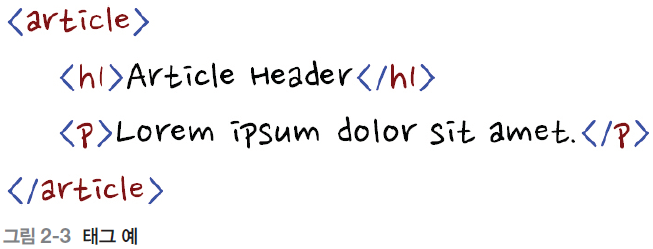 <article>
<h1>Article Header</h1>
<p>Lorem ipsum dolor sit amet.</p>
</article>
그림 2-3 태그 예